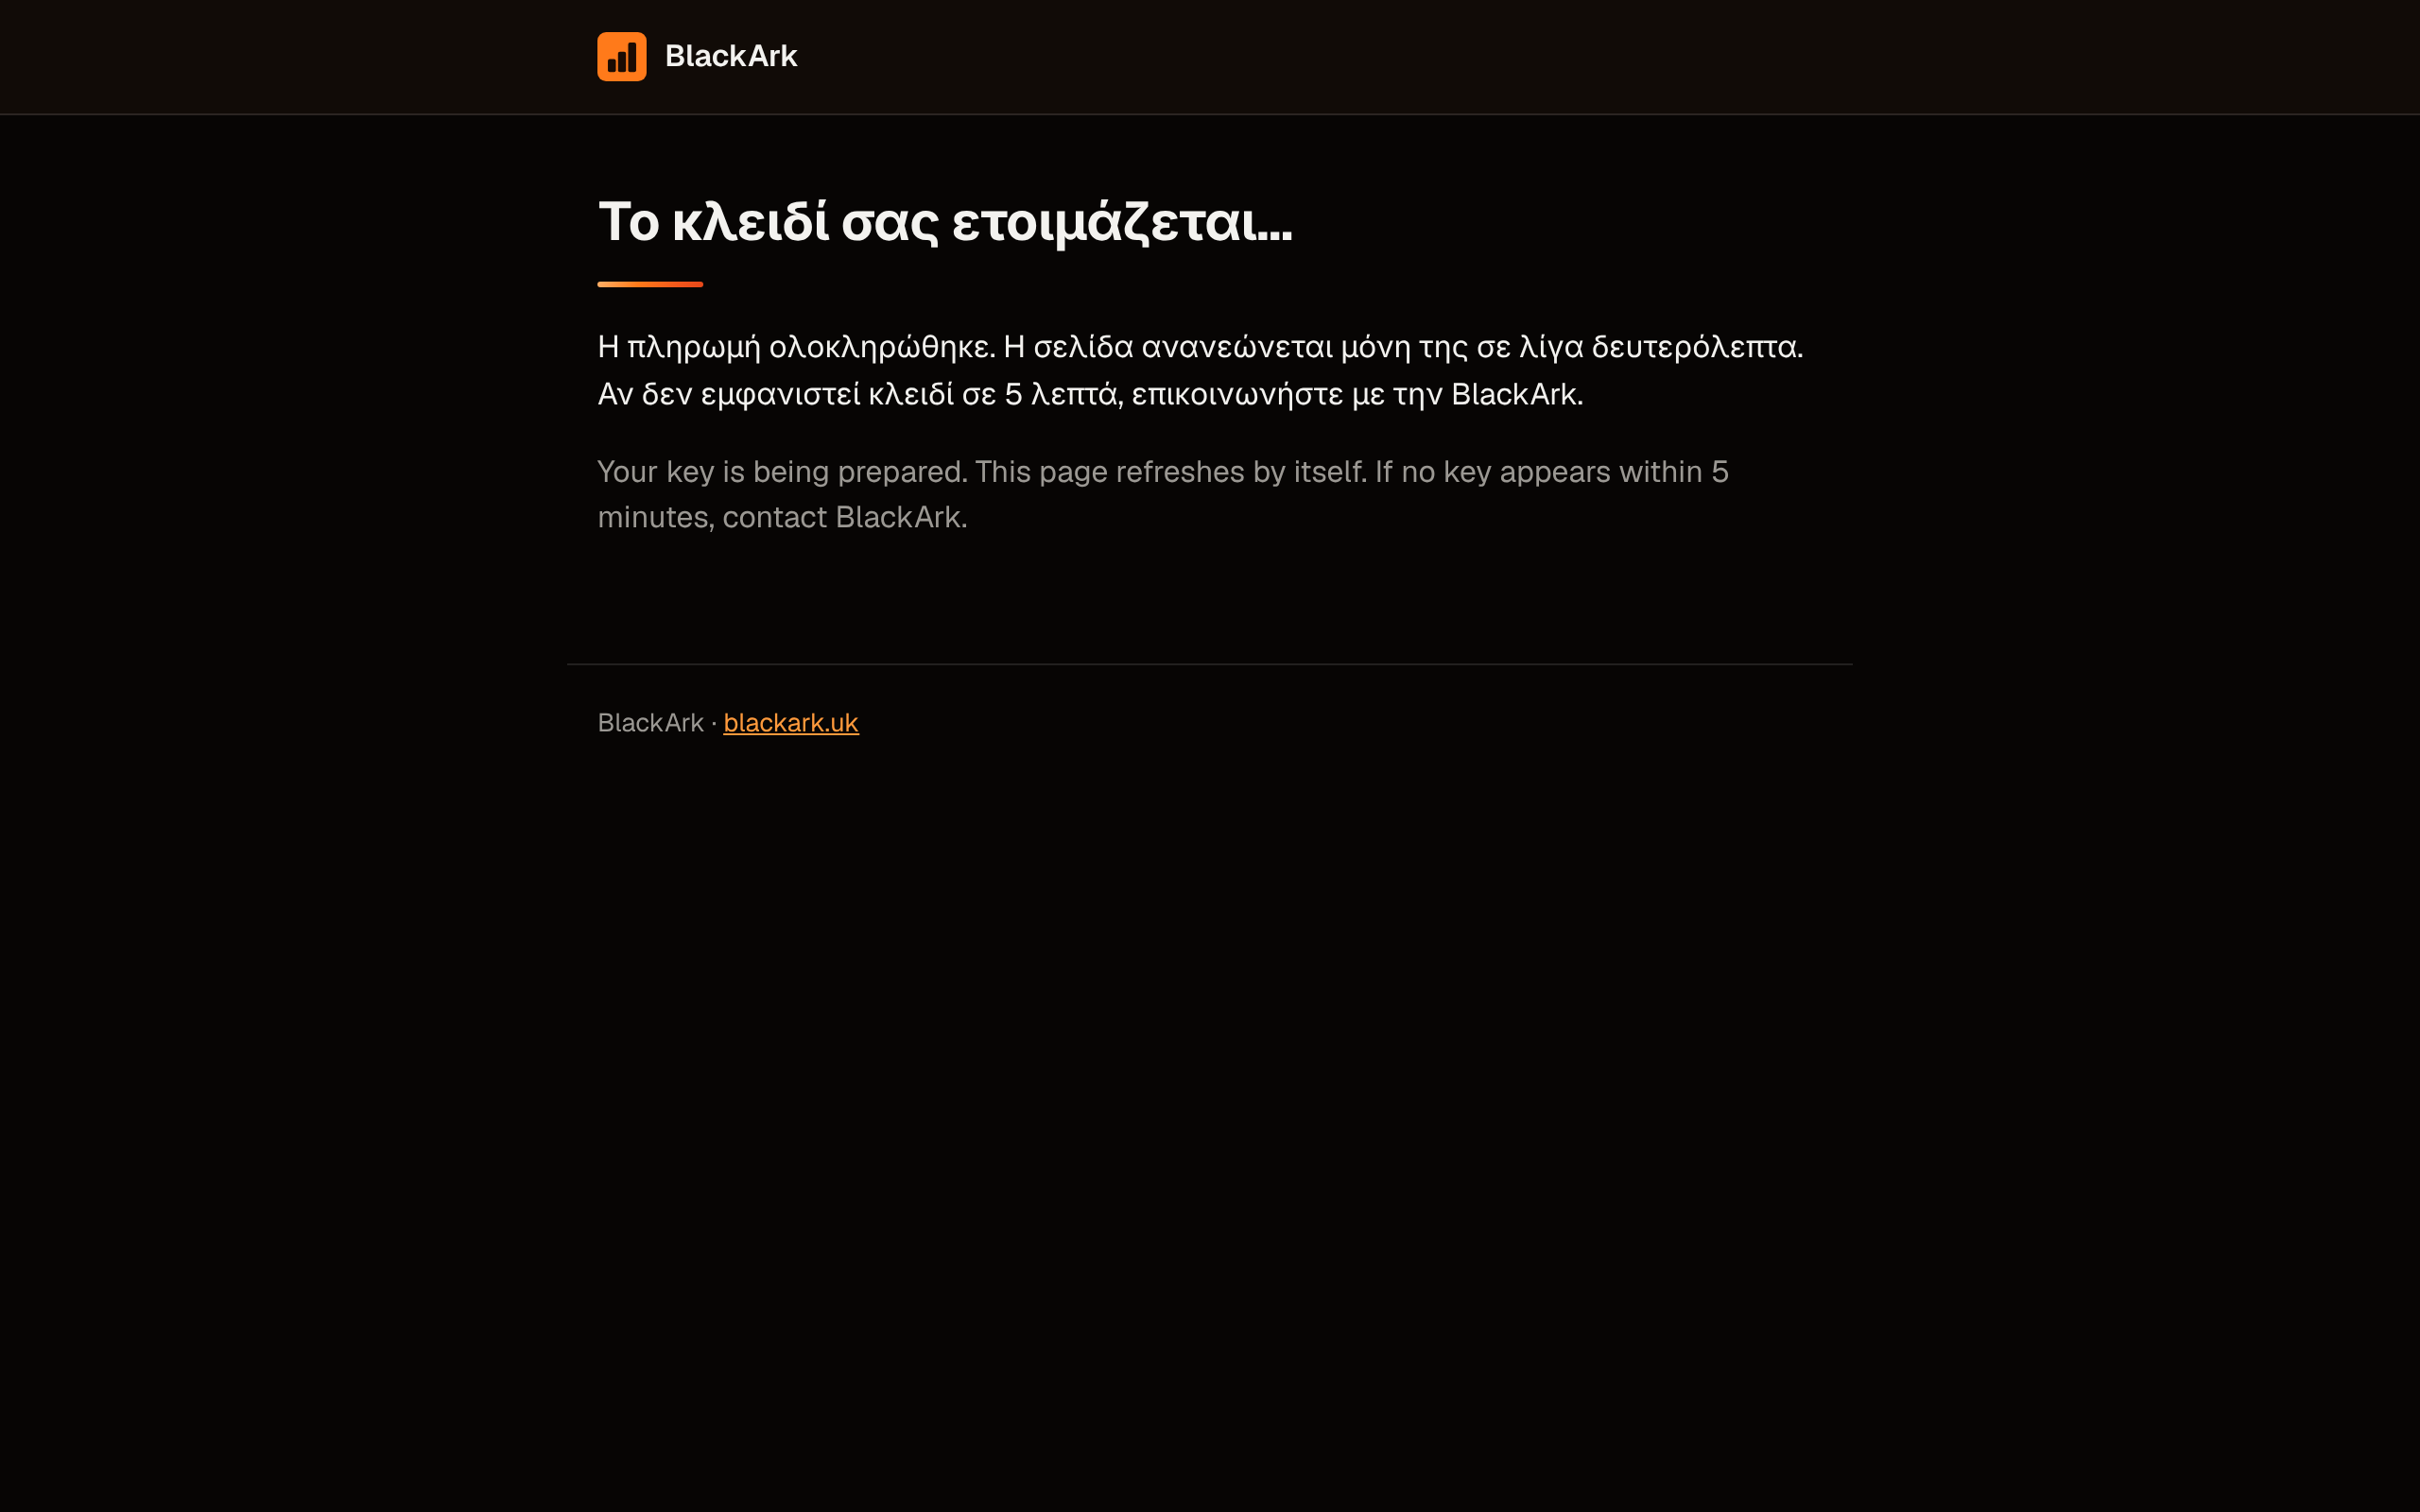 BlackArk
Το κλειδί σας ετοιμάζεται...
Η πληρωμή ολοκληρώθηκε. Η σελίδα ανανεώνεται μόνη της σε λίγα δευτερόλεπτα.
Αν δεν εμφανιστεί κλειδί σε 5 λεπτά, επικοινωνήστε με την BlackArk.
Your key is being prepared. This page refreshes by itself. If no key appears within 5
minutes, contact BlackArk.
BlackArk · blackark.uk